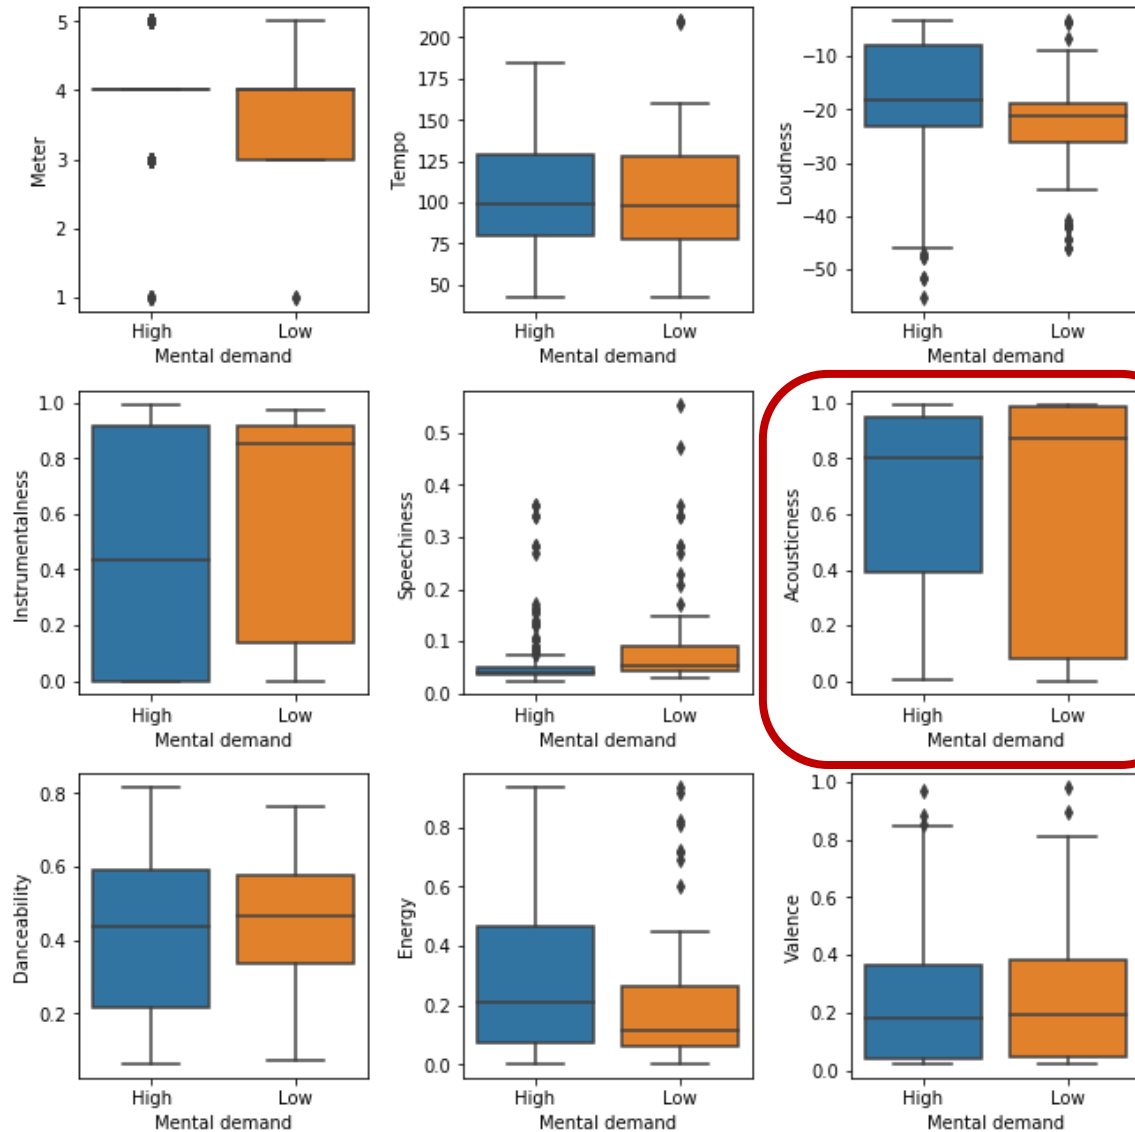 Meter
5
4
3
2
1
High Low
Mental demand
Tempo
200
175
150
125
100
75
50
High Low
Mental demand
Loudness
−10
−20
−30
−40
−50
High Low
Mental demand
Instrumentalness
1.0
0.8
0.6
0.4
0.2
0.0
High Low
Mental demand
Speechiness
0.5
0.4
0.3
0.2
0.1
0.0
High Low
Mental demand
Acousticness
1.0
0.8
0.6
0.4
0.2
0.0
High Low
Mental demand
Danceability
0.8
0.6
0.4
0.2
High Low
Mental demand
Energy
0.8
0.6
0.4
0.2
0.0
High Low
Mental demand
Valence
1.0
0.8
0.6
0.4
0.2
0.0
High Low
Mental demand